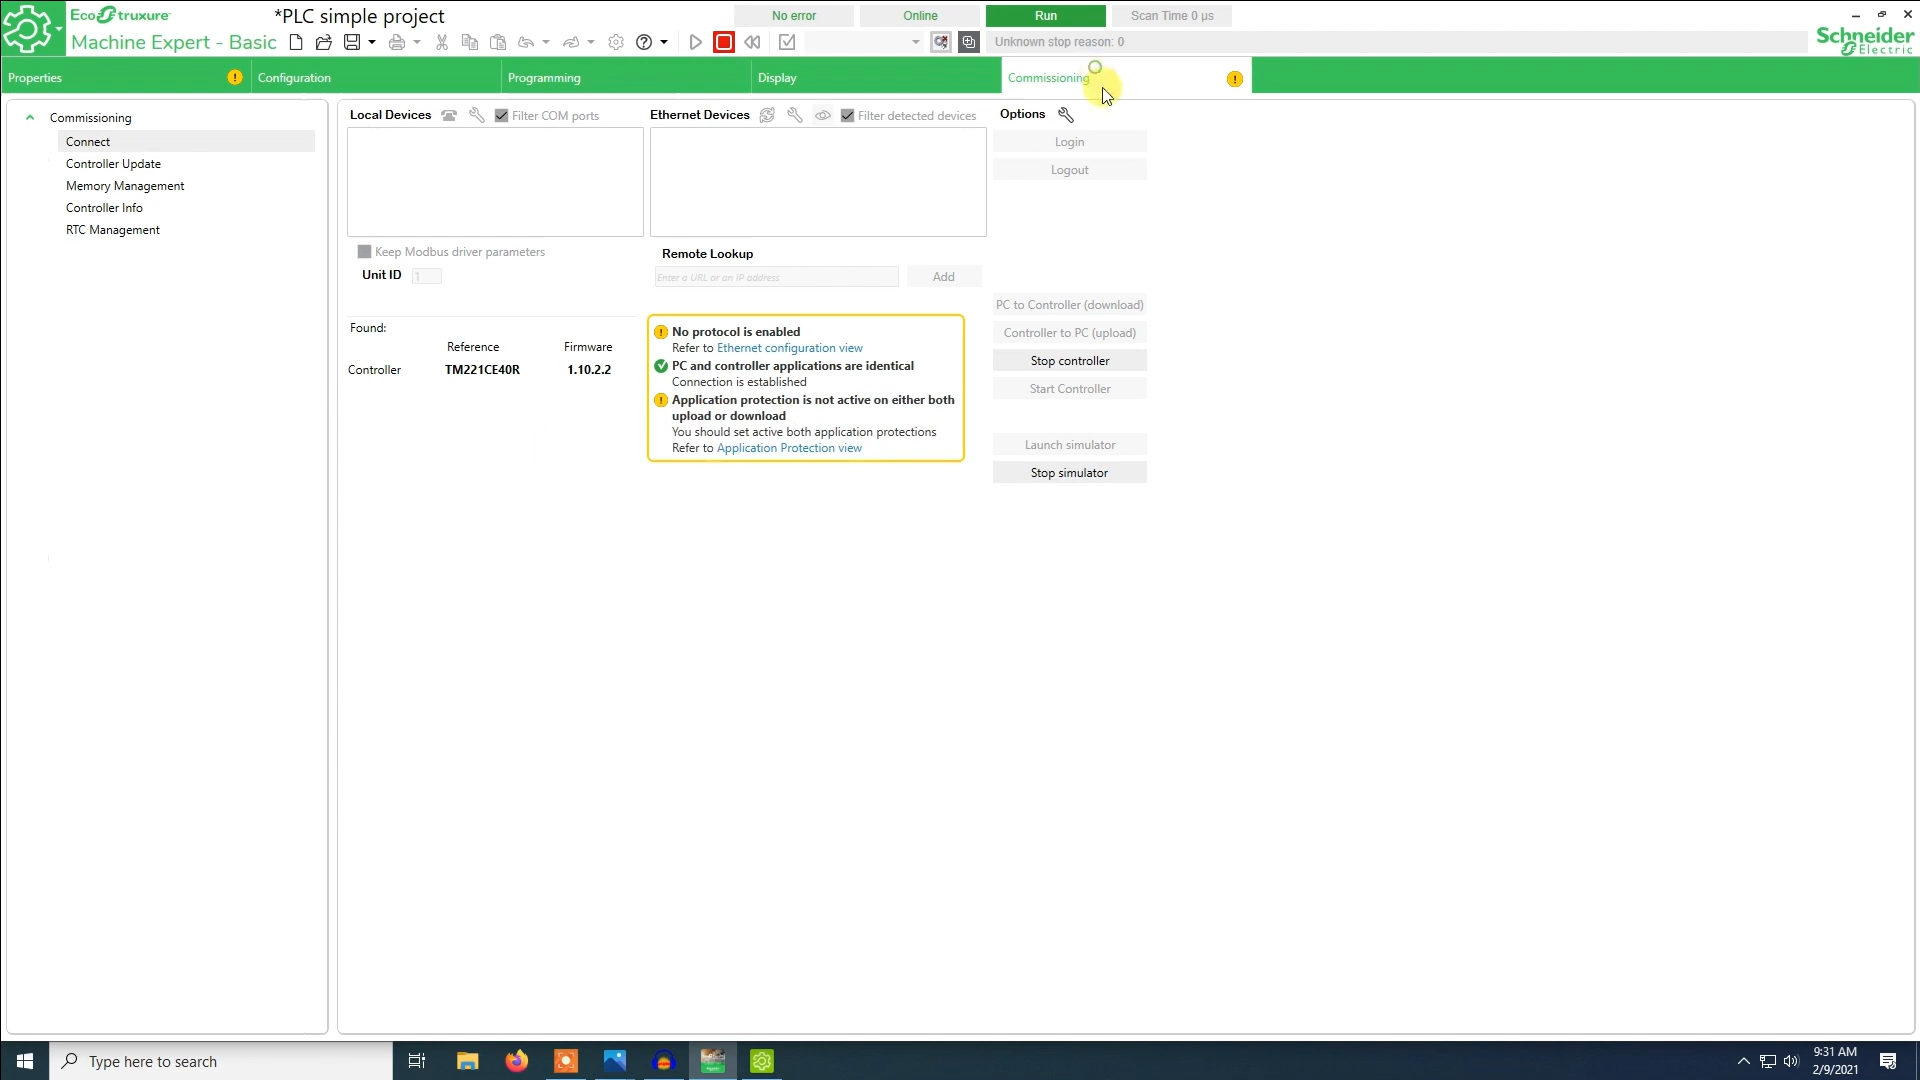 EcoStruxure
Machine Expert - Basic
*PLC simple project
No error
Online
Run
Scan Time 0 µs
Unknown stop reason: 0
Schneider
Electric
Properties
Configuration
Programming
Display
Commissioning
Commissioning
Connect
Controller Update
Memory Management
Controller Info
RTC Management
Local Devices
Filter COM ports
Ethernet Devices
Filter detected devices
Options
Login
Logout
Keep Modbus driver parameters
Unit ID 1
Remote Lookup
Enter a URL or an IP address
Add
PC to Controller (download)
Controller to PC (upload)
Stop controller
Start Controller
Launch simulator
Stop simulator
Found:
Reference Firmware
Controller TM221CE40R 1.10.2.2
No protocol is enabled
Refer to Ethernet configuration view
PC and controller applications are identical
Connection is established
Application protection is not active on either both
upload or download
You should set active both application protections
Refer to Application Protection view
Type here to search
9:31 AM
2/9/2021